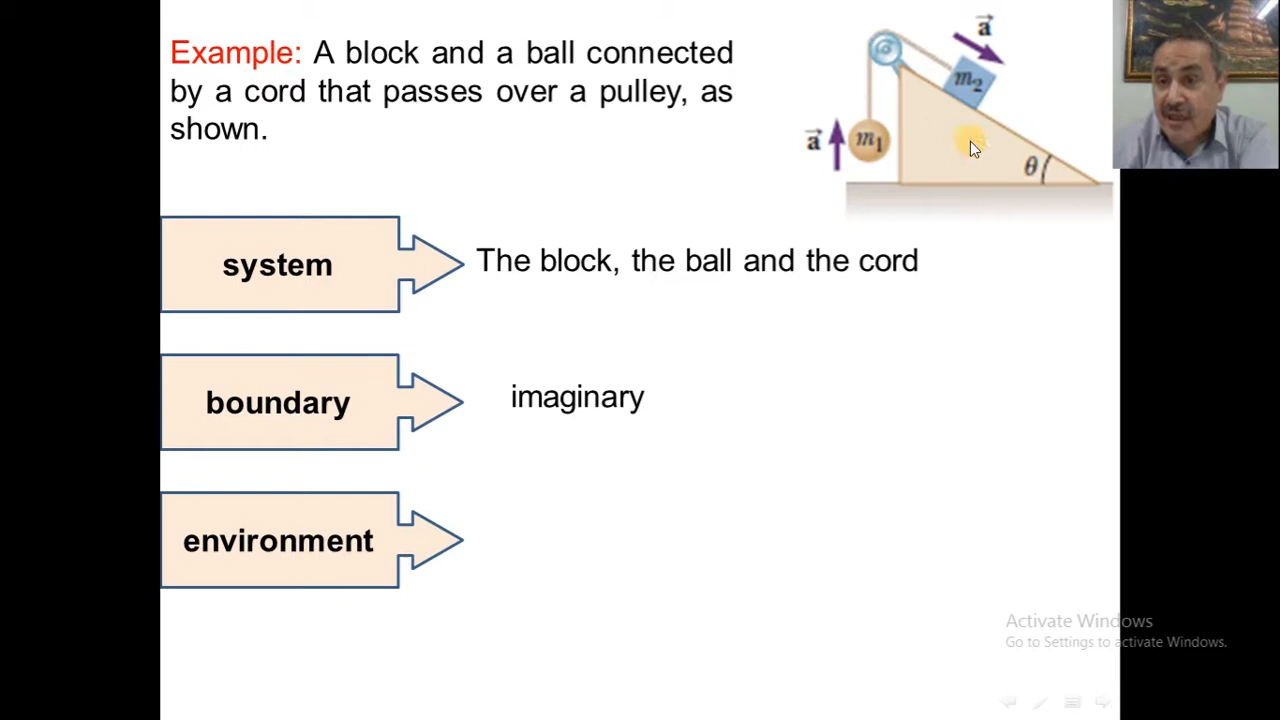 Example: A block and a ball connected
by a cord that passes over a pulley, as
shown.
a
m2
a
m1
θ
system
The block, the ball and the cord
boundary
imaginary
environment
Activate Windows
Go to Settings to activate Windows.